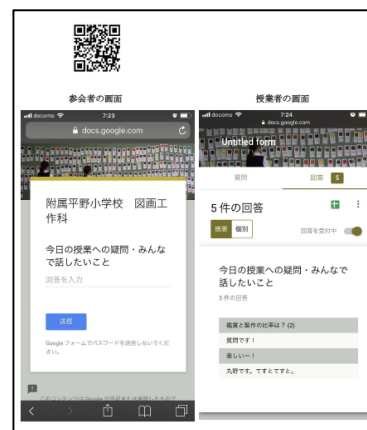 参会者の画面
授業者の画面
docomo
7:23
docs.google.com
附属平野小学校 図画工
作科
今日の授業への疑問・みんな
で話したいこと
回答を入力
送信
Google フォームでパスワードを送信しないでくだ
さい。
docomo
7:24
docs.google.com
Untitled form
質問
回答 5
5 件の回答
概要 個別
回答を受付中
今日の授業への疑問・みんなで
話したいこと
5 件の回答
鑑賞と製作の比率は？ (2)
質問です！
楽しいー！
丸野です。てすとてすと。